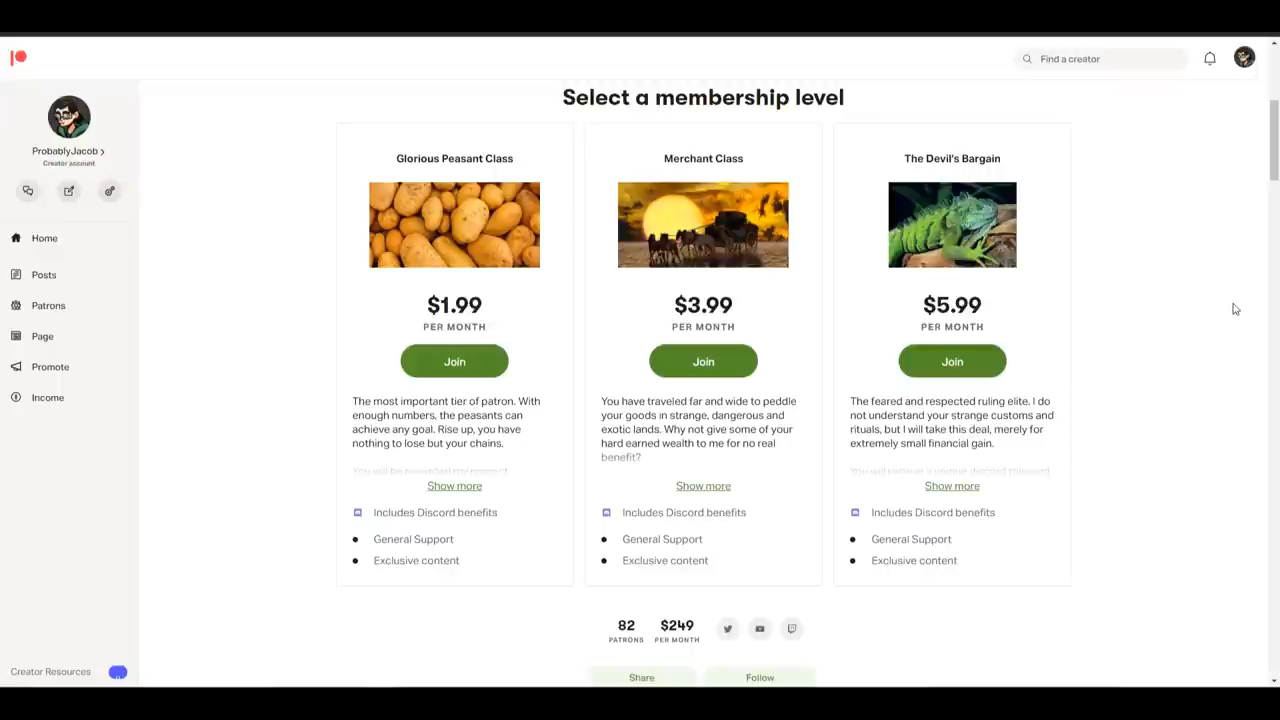 Find a creator
ProbablyJacob
Creator account
Home
Posts
Patrons
Page
Promote
Income
Creator Resources
Select a membership level
Glorious Peasant Class
$1.99
PER MONTH
Join
The most important tier of patron. With
enough numbers, the peasants can
achieve any goal. Rise up, you have
nothing to lose but your chains.
Show more
Includes Discord benefits
General Support
Exclusive content
Merchant Class
$3.99
PER MONTH
Join
You have traveled far and wide to peddle
your goods in strange, dangerous and
exotic lands. Why not give some of your
hard earned wealth to me for no real
benefit?
Show more
Includes Discord benefits
General Support
Exclusive content
The Devil's Bargain
$5.99
PER MONTH
Join
The feared and respected ruling elite. I do
not understand your strange customs and
rituals, but I will take this deal, merely for
extremely small financial gain.
Show more
Includes Discord benefits
General Support
Exclusive content
82
PATRONS
$249
PER MONTH
Share
Follow